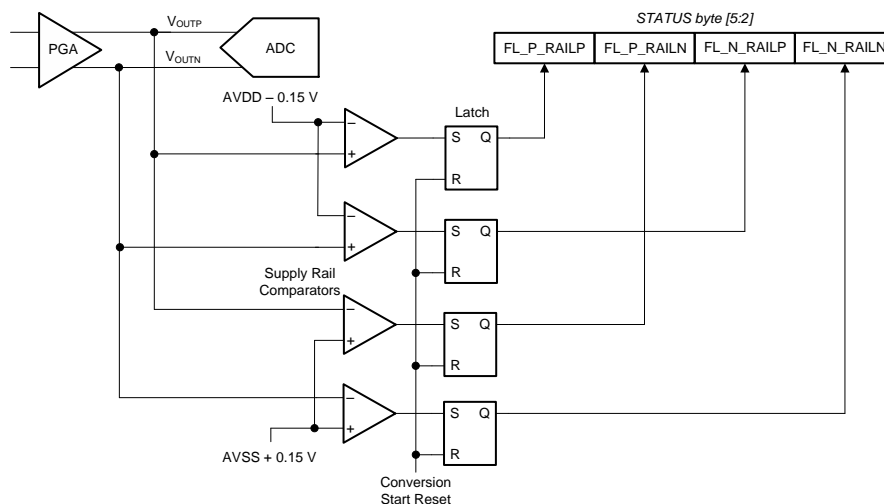 STATUS byte [5:2]
FL_P_RAILP FL_P_RAILN FL_N_RAILP FL_N_RAILN
PGA
VOUTP
VOUTN
ADC
AVDD – 0.15 V
Latch
–
+
S Q
R
–
+
S Q
R
Supply Rail
Comparators
–
+
S Q
R
–
+
S Q
R
AVSS + 0.15 V
Conversion
Start Reset